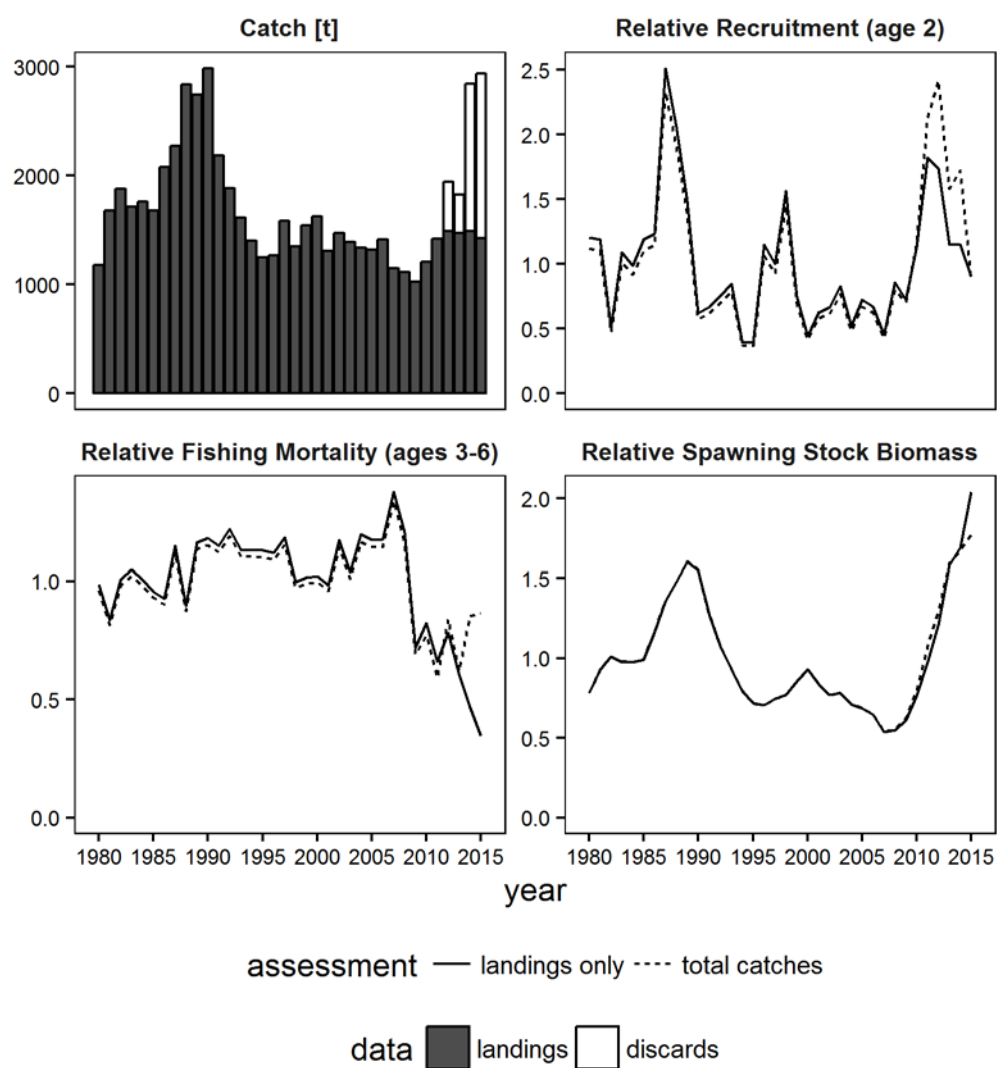 Catch [t]
Relative Recruitment (age 2)
3000
2000
1000
0
2.5
2.0
1.5
1.0
0.5
0.0
Relative Fishing Mortality (ages 3-6)
Relative Spawning Stock Biomass
1.0
0.5
0.0
2.0
1.5
1.0
0.5
0.0
1980 1985 1990 1995 2000 2005 2010 2015
1980 1985 1990 1995 2000 2005 2010 2015
year
assessment landings only total catches
data landings discards